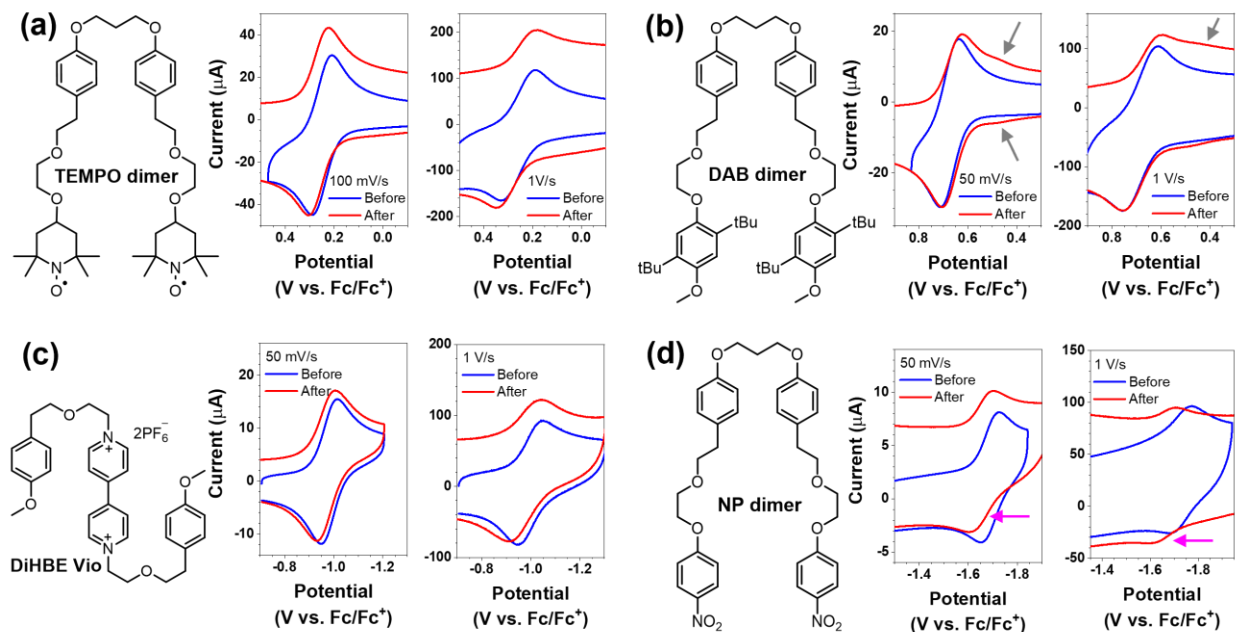 (a)
O O
O O
O O
TEMPO dimer
N N
O• O•
Current (μA)
40
20
0
-20
-40
100 mV/s
Before
After
0.4 0.2 0.0
Potential
(V vs. Fc/Fc⁺)
200
100
0
-100
-200
1V/s
Before
After
0.4 0.2 0.0
Potential
(V vs. Fc/Fc⁺)
(b)
O O
O O
DAB dimer
O O
tBu tBu
tBu tBu
O O
Current (μA)
20
0
-20
50 mV/s
Before
After
0.8 0.6 0.4
Potential
(V vs. Fc/Fc⁺)
100
0
-100
-200
1 V/s
Before
After
0.8 0.6 0.4
Potential
(V vs. Fc/Fc⁺)
(c)
O
N
+
2PF₆⁻
O
O
O
+
N
DiHBE Vio
O
Current (μA)
20
10
0
-10
50 mV/s
Before
After
-0.8 -1.0 -1.2
Potential
(V vs. Fc/Fc⁺)
200
100
0
-100
1 V/s
Before
After
-0.8 -1.0 -1.2
Potential
(V vs. Fc/Fc⁺)
(d)
O O
O O
NP dimer
O O
NO₂ NO₂
Current (μA)
15
10
5
0
-5
50 mV/s
Before
After
-1.4 -1.6 -1.8
Potential
(V vs. Fc/Fc⁺)
150
100
50
0
-50
1 V/s
Before
After
-1.35 -1.50 -1.65 -1.80
Potential
(V vs. Fc/Fc⁺)